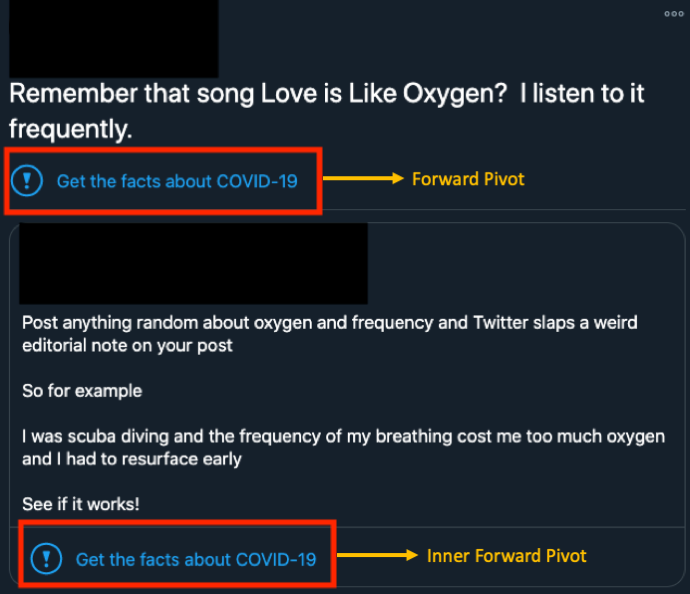 Remember that song Love is Like Oxygen? I listen to it
frequently.
Get the facts about COVID-19
Forward Pivot
Post anything random about oxygen and frequency and Twitter slaps a weird
editorial note on your post
So for example
I was scuba diving and the frequency of my breathing cost me too much oxygen
and I had to resurface early
See if it works!
Get the facts about COVID-19
Inner Forward Pivot